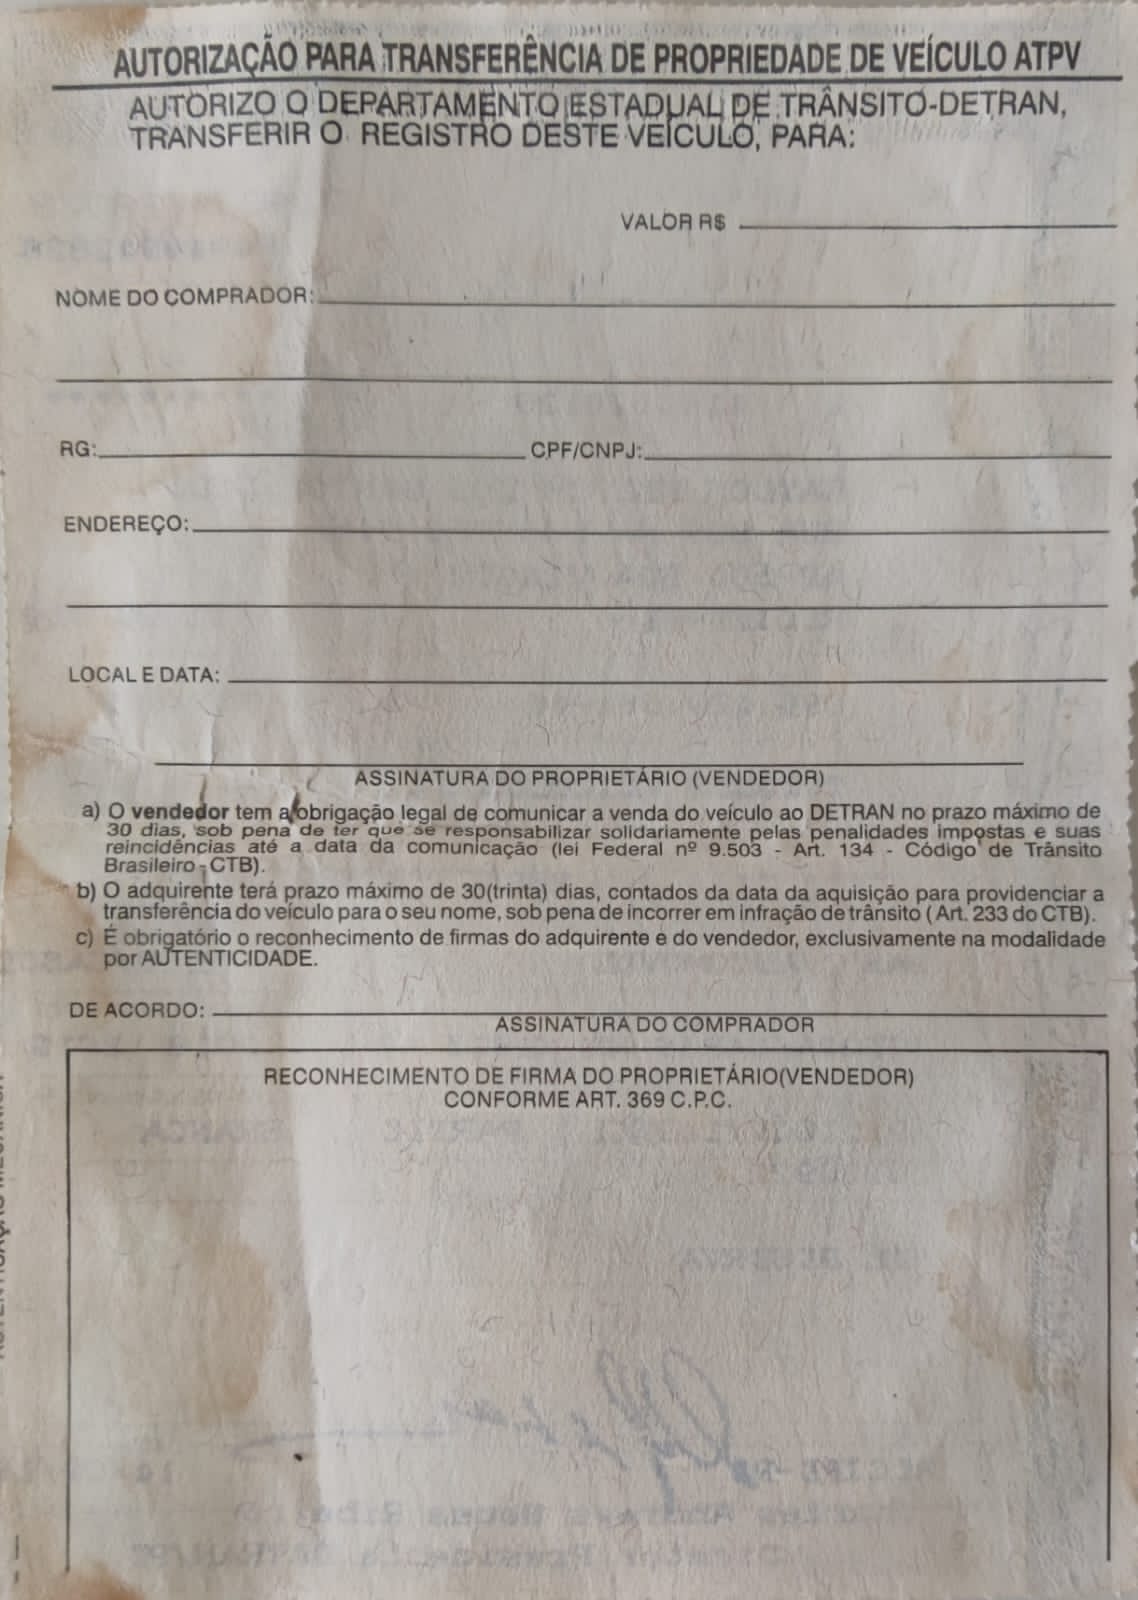 AUTORIZAÇÃO PARA TRANSFERÊNCIA DE PROPRIEDADE DE VEÍCULO ATPV
AUTORIZO O DEPARTAMENTO ESTADUAL DE TRÂNSITO-DETRAN,
TRANSFERIR O REGISTRO DESTE VEÍCULO, PARA:
VALOR R$
NOME DO COMPRADOR:
RG: CPF/CNPJ:
ENDEREÇO:
LOCAL E DATA:
ASSINATURA DO PROPRIETÁRIO (VENDEDOR)
a) O vendedor tem a obrigação legal de comunicar a venda do veículo ao DETRAN no prazo máximo de
30 dias, sob pena de ter que se responsabilizar solidariamente pelas penalidades impostas e suas
reincidências até a data da comunicação (lei Federal nº 9.503 - Art. 134 - Código de Trânsito
Brasileiro - CTB).
b) O adquirente terá prazo máximo de 30(trinta) dias, contados da data da aquisição para providenciar a
transferência do veículo para o seu nome, sob pena de incorrer em infração de trânsito ( Art. 233 do CTB).
c) É obrigatório o reconhecimento de firmas do adquirente e do vendedor, exclusivamente na modalidade
por AUTENTICIDADE.
DE ACORDO:
ASSINATURA DO COMPRADOR
RECONHECIMENTO DE FIRMA DO PROPRIETÁRIO(VENDEDOR)
CONFORME ART. 369 C.P.C.